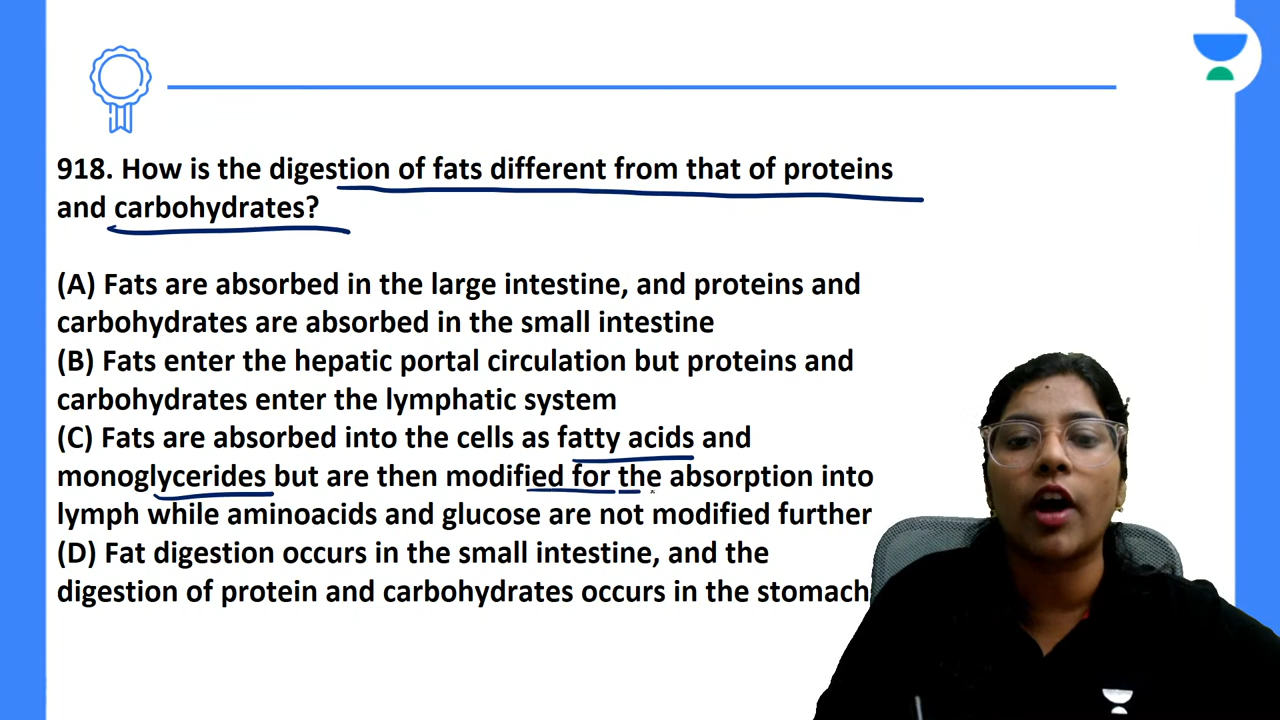 918. How is the digestion of fats different from that of proteins
and carbohydrates?
(A) Fats are absorbed in the large intestine, and proteins and
carbohydrates are absorbed in the small intestine
(B) Fats enter the hepatic portal circulation but proteins and
carbohydrates enter the lymphatic system
(C) Fats are absorbed into the cells as fatty acids and
monoglycerides but are then modified for the absorption into
lymph while aminoacids and glucose are not modified further
(D) Fat digestion occurs in the small intestine, and the
digestion of protein and carbohydrates occurs in the stomach